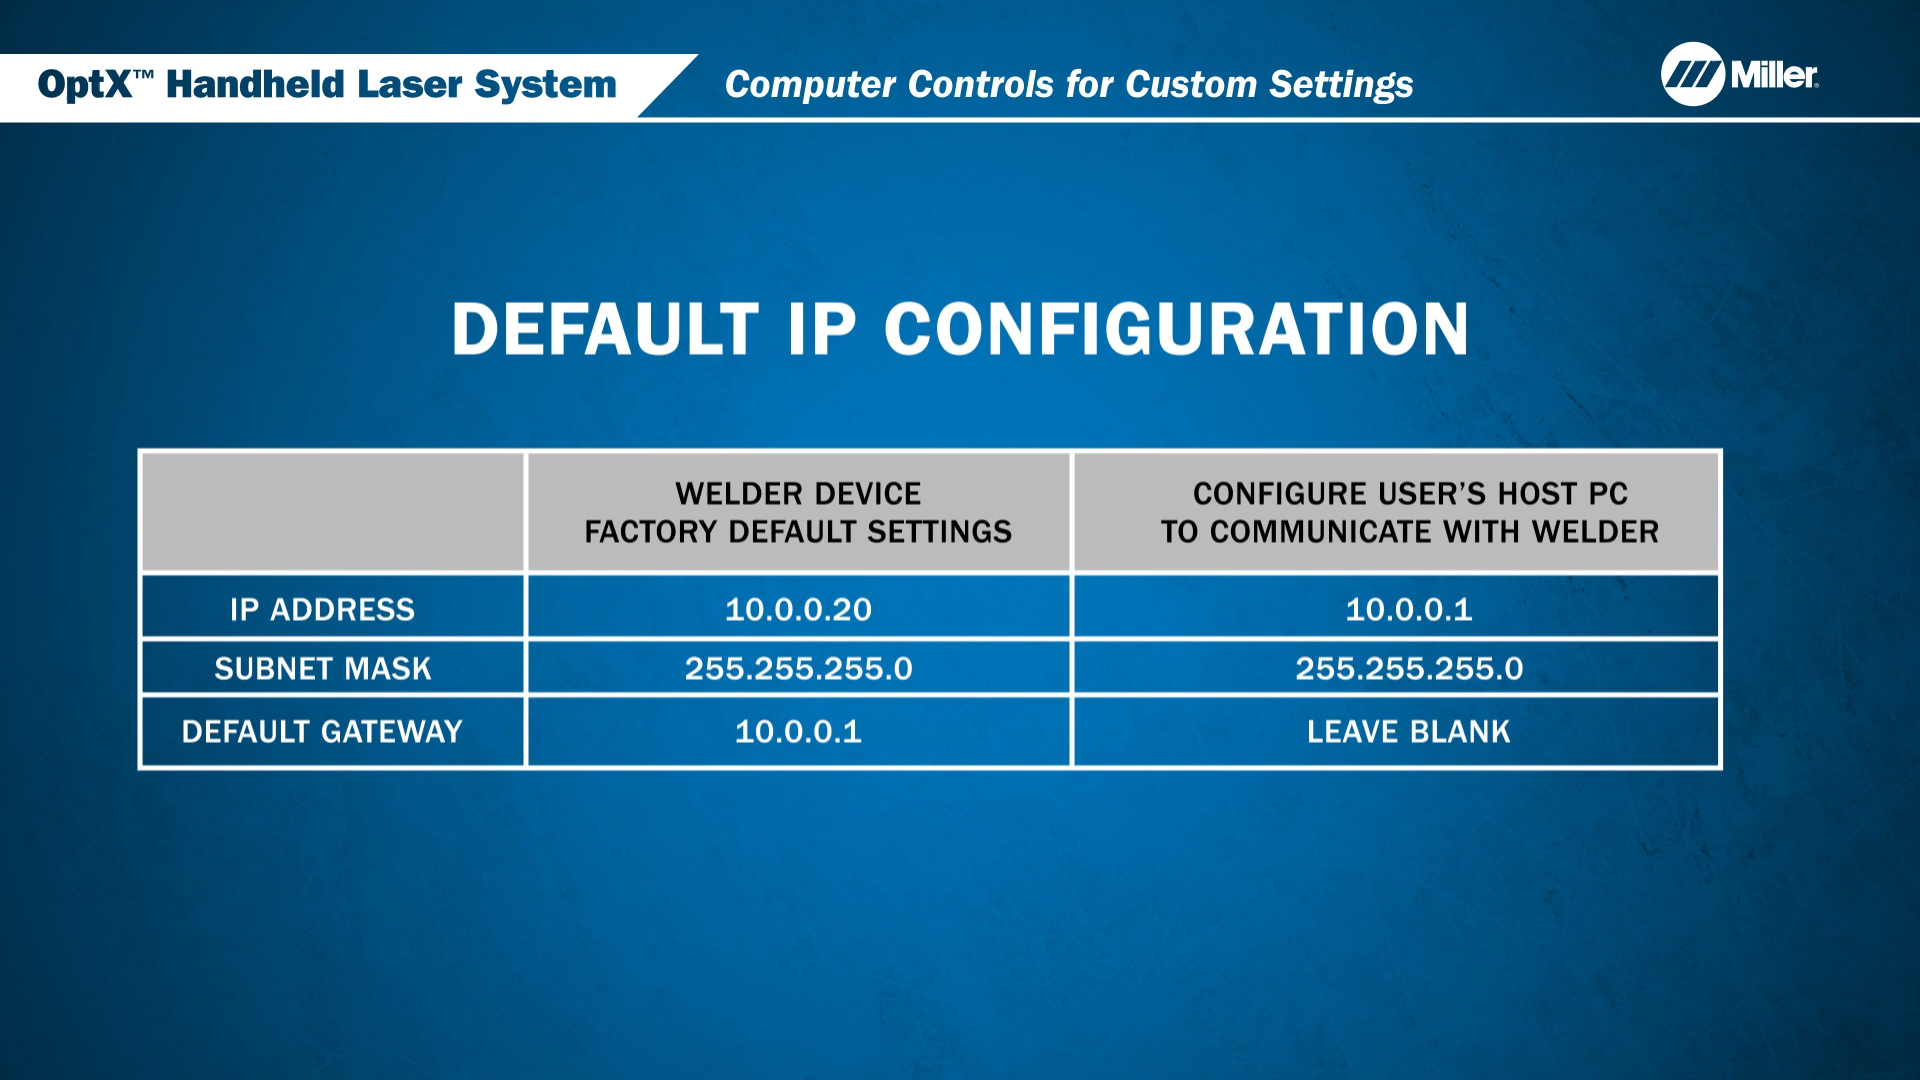 OptX™ Handheld Laser System
Computer Controls for Custom Settings
Miller®
DEFAULT IP CONFIGURATION
WELDER DEVICE
FACTORY DEFAULT SETTINGS
CONFIGURE USER'S HOST PC
TO COMMUNICATE WITH WELDER
IP ADDRESS 10.0.0.20 10.0.0.1
SUBNET MASK 255.255.255.0 255.255.255.0
DEFAULT GATEWAY 10.0.0.1 LEAVE BLANK